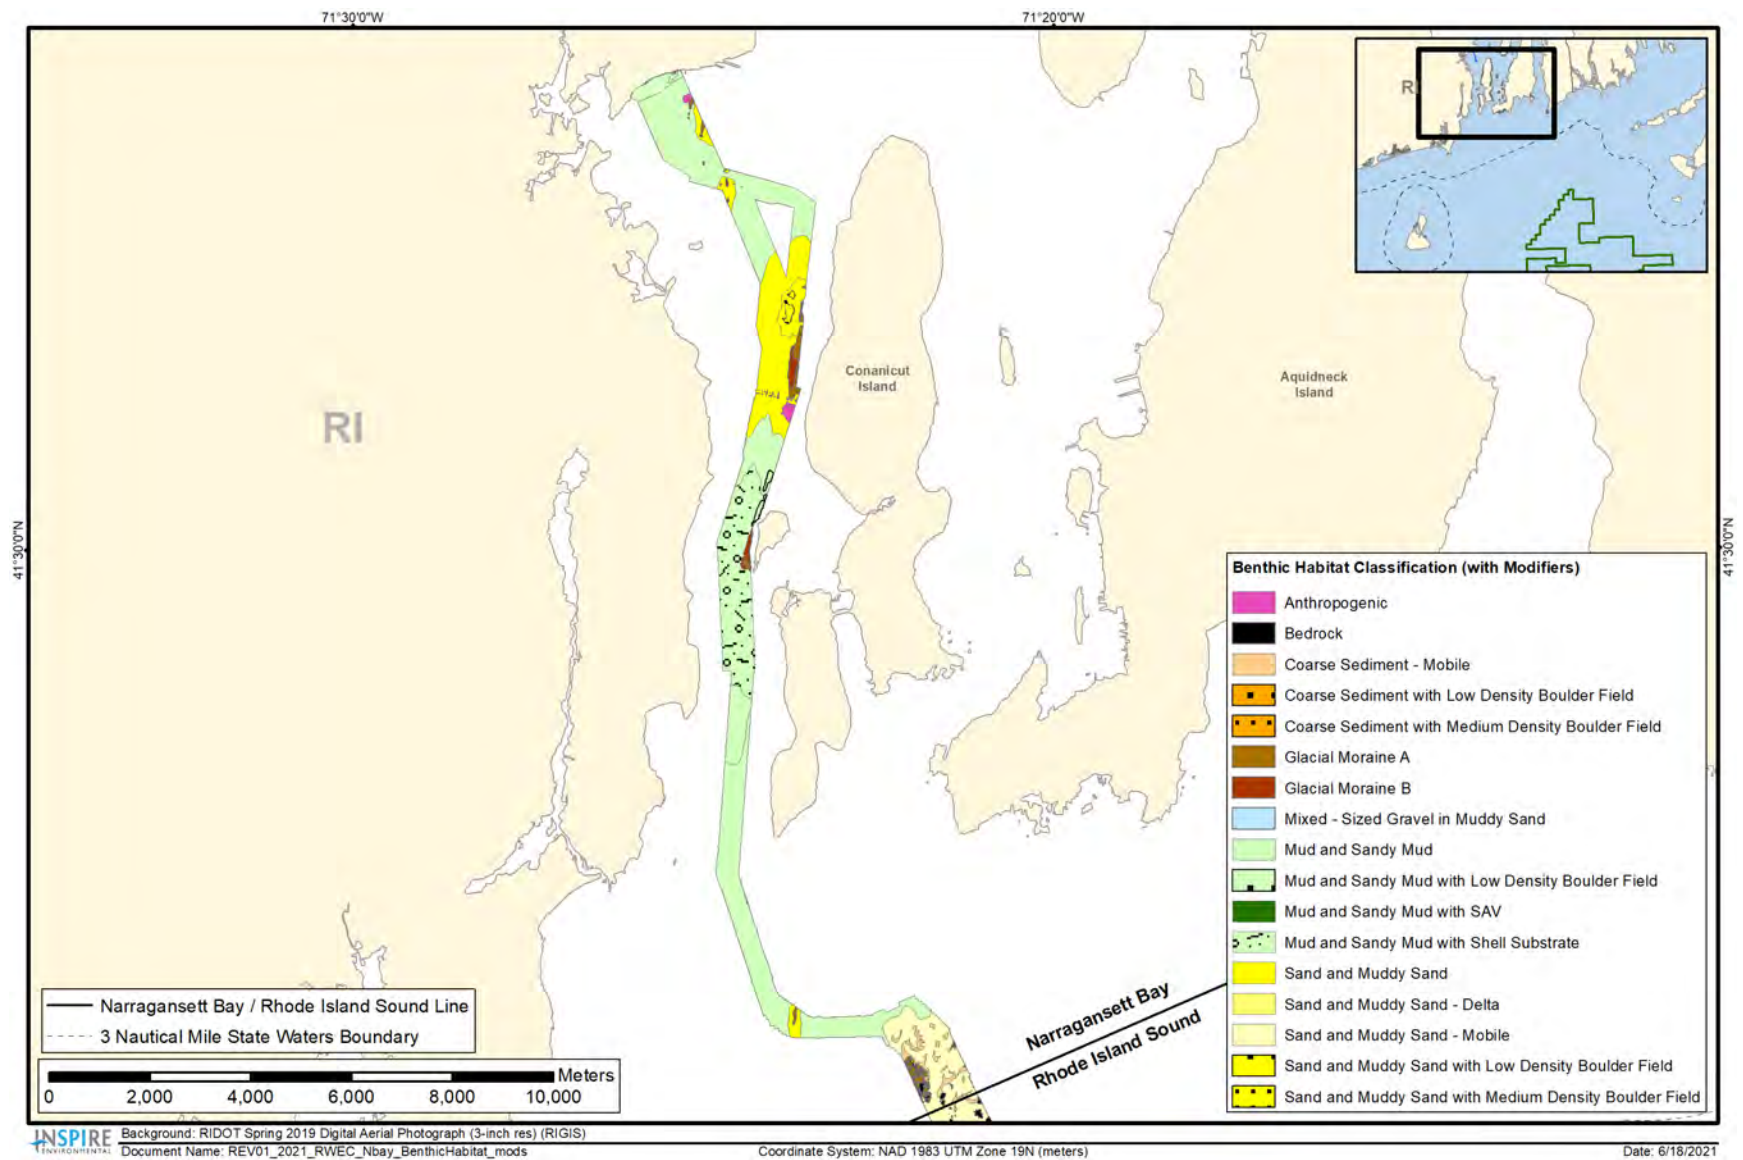 71°30'0"W
71°20'0"W
RI
Conanicut
Island
Aquidneck
Island
RI
41°30'0"N
41°30'0"N
Benthic Habitat Classification (with Modifiers)
Anthropogenic
Bedrock
Coarse Sediment - Mobile
Coarse Sediment with Low Density Boulder Field
Coarse Sediment with Medium Density Boulder Field
Glacial Moraine A
Glacial Moraine B
Mixed - Sized Gravel in Muddy Sand
Mud and Sandy Mud
Mud and Sandy Mud with Low Density Boulder Field
Mud and Sandy Mud with SAV
Mud and Sandy Mud with Shell Substrate
Sand and Muddy Sand
Sand and Muddy Sand - Delta
Sand and Muddy Sand - Mobile
Sand and Muddy Sand with Low Density Boulder Field
Sand and Muddy Sand with Medium Density Boulder Field
Narragansett Bay
Rhode Island Sound
Narragansett Bay / Rhode Island Sound Line
3 Nautical Mile State Waters Boundary
Meters
0 2,000 4,000 6,000 8,000 10,000
INSPIRE
ENVIRONMENTAL
Background: RIDOT Spring 2019 Digital Aerial Photograph (3-inch res) (RIGIS)
Document Name: REV01_2021_RWEC_Nbay_BenthicHabitat_mods
Coordinate System: NAD 1983 UTM Zone 19N (meters)
Date: 6/18/2021